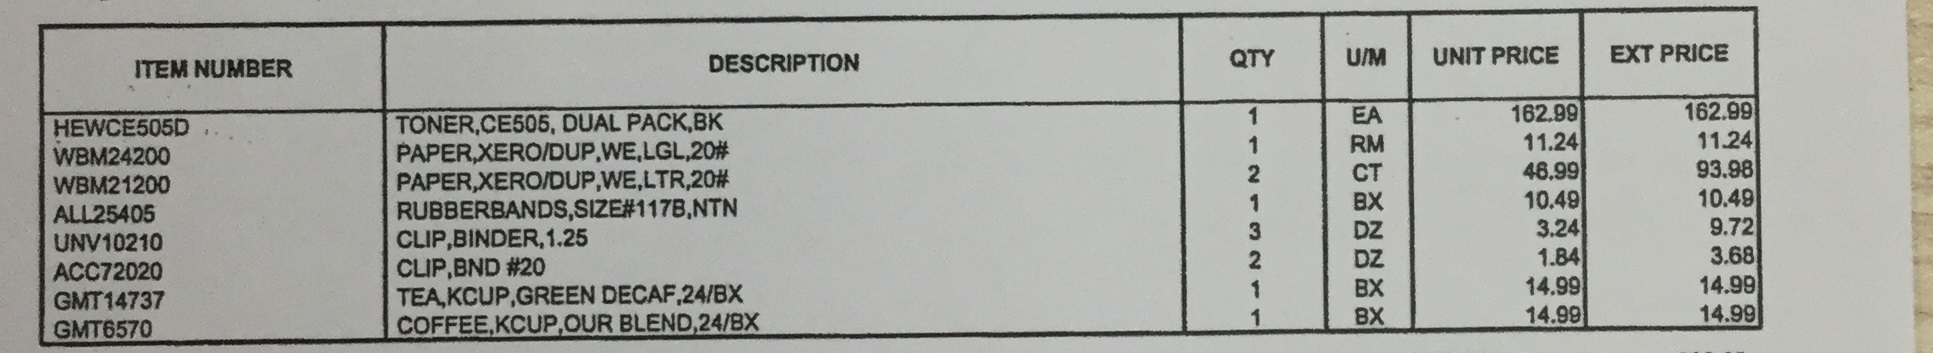 ITEM NUMBER DESCRIPTION QTY U/M UNIT PRICE EXT PRICE
HEWCE505D TONER,CE505, DUAL PACK,BK 1 EA 162.99 162.99
WBM24200 PAPER,XERO/DUP,WE,LGL,20# 1 RM 11.24 11.24
WBM21200 PAPER,XERO/DUP,WE,LTR,20# 2 CT 46.99 93.98
ALL25405 RUBBERBANDS,SIZE#117B,NTN 1 BX 10.49 10.49
UNV10210 CLIP,BINDER,1.25 3 DZ 3.24 9.72
ACC72020 CLIP,BND #20 2 DZ 1.84 3.68
GMT14737 TEA,KCUP,GREEN DECAF,24/BX 1 BX 14.99 14.99
GMT6570 COFFEE,KCUP,OUR BLEND,24/BX 1 BX 14.99 14.99